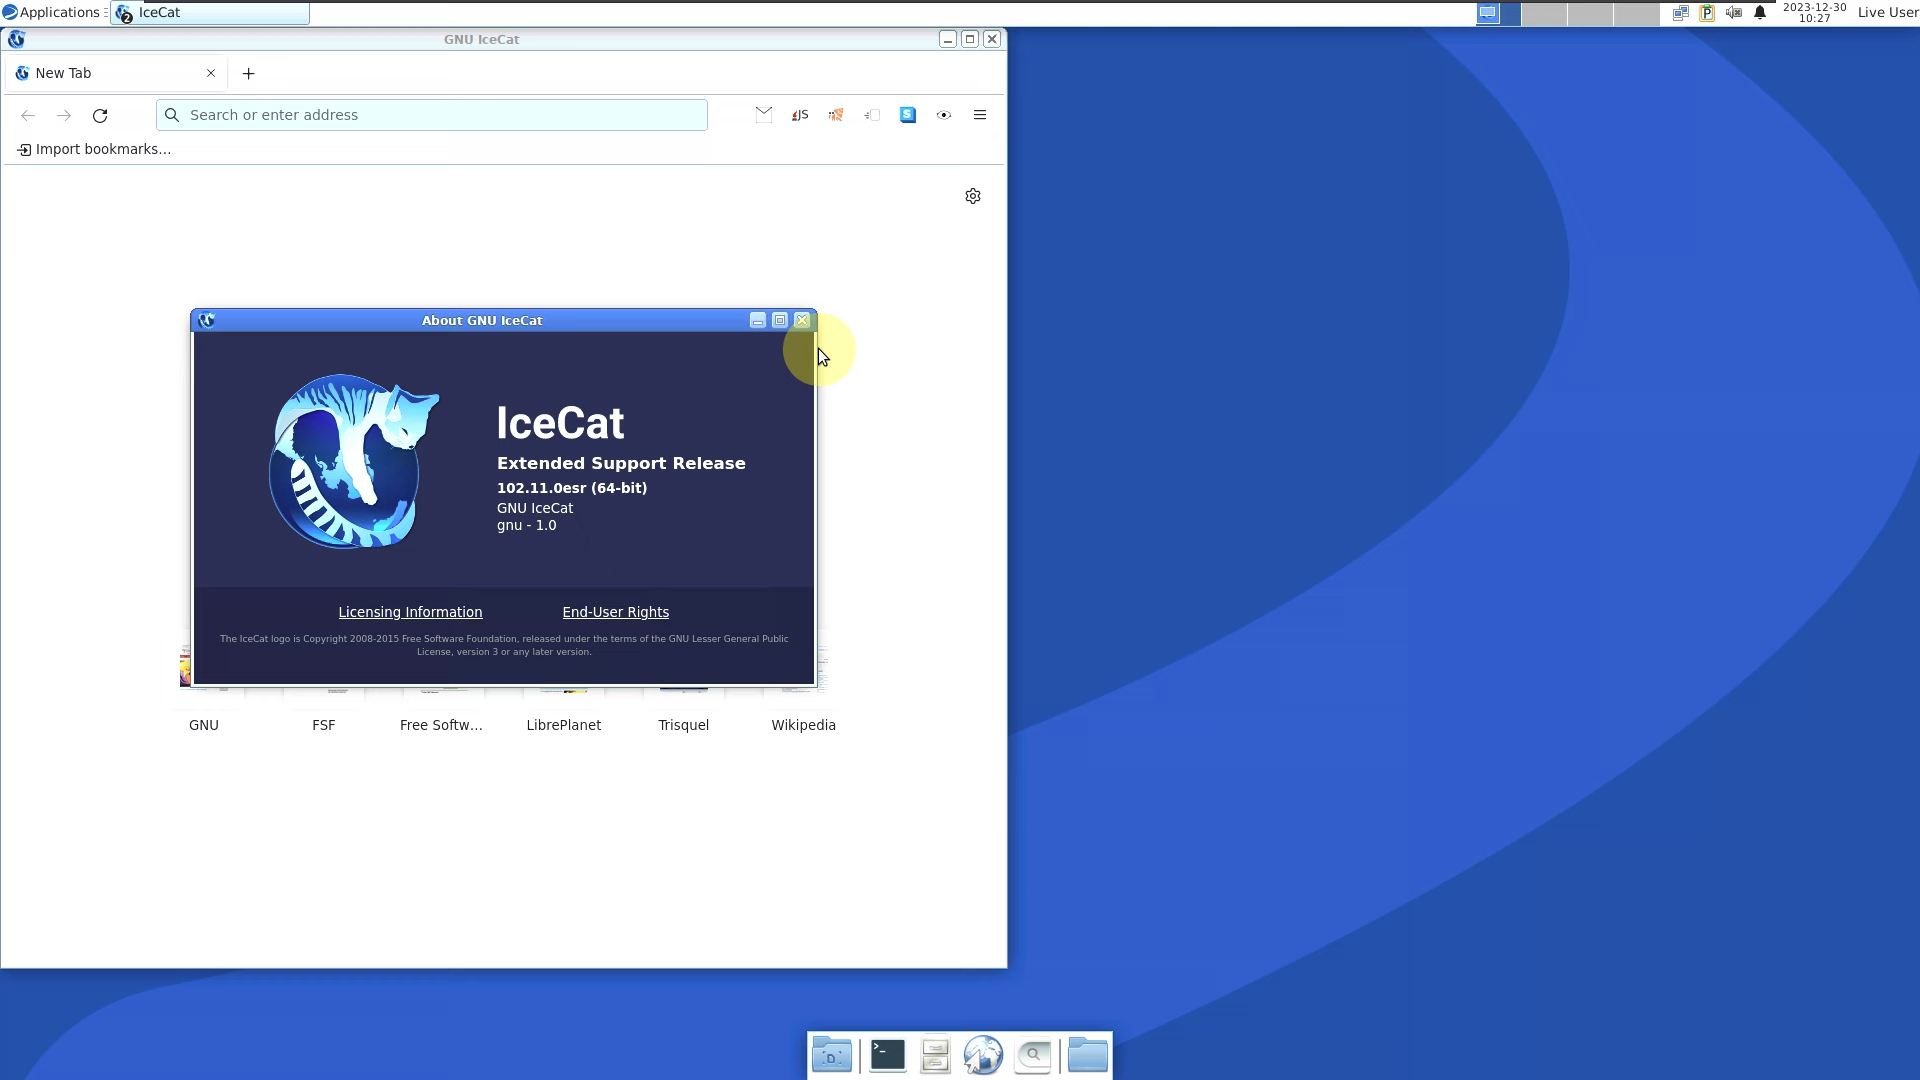 Applications
2
IceCat
P
2023-12-30
10:27
Live User
GNU IceCat
New Tab
Search or enter address
JS
S
Import bookmarks…
About GNU IceCat
IceCat
Extended Support Release
102.11.0esr (64-bit)
GNU IceCat
gnu - 1.0
Licensing Information
End-User Rights
The IceCat logo is Copyright 2008-2015 Free Software Foundation, released under the terms of the GNU Lesser General Public
License, version 3 or any later version.
GNU
FSF
Free Softw…
LibrePlanet
Trisquel
Wikipedia
D
>_